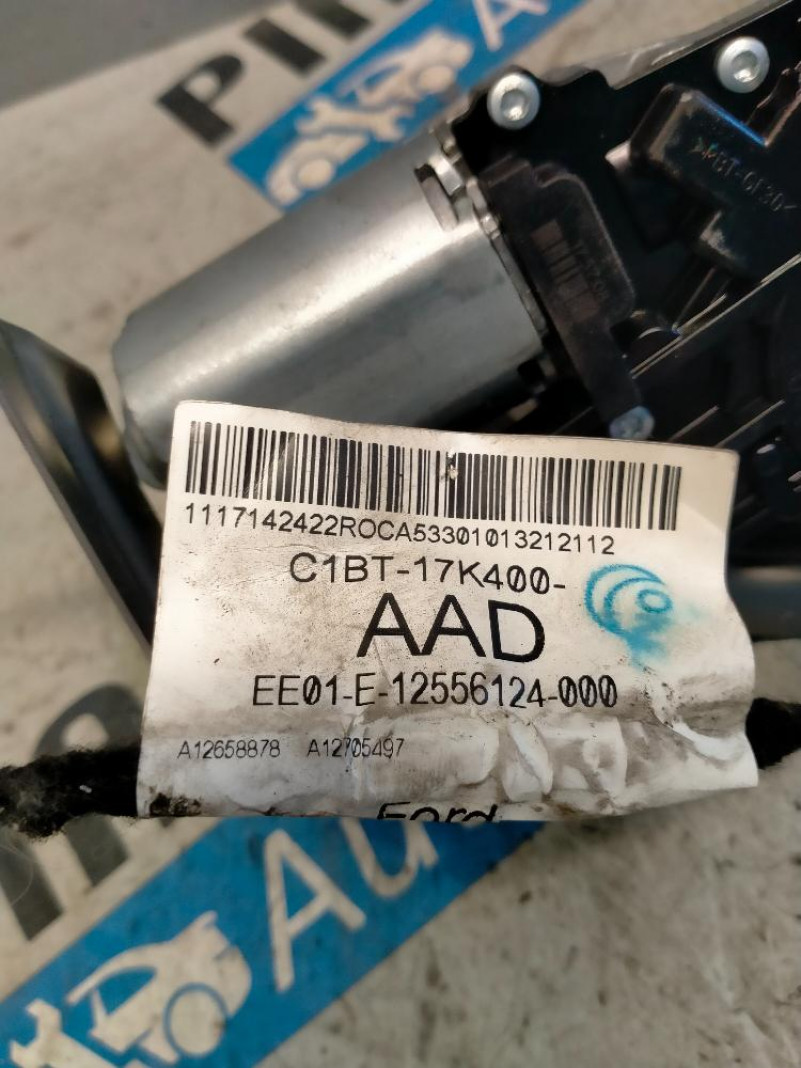 1117142422ROCA53301013212112
C1BT-17K400-
AAD
EE01-E-12556124-000
A12658878 A12705497
Ford